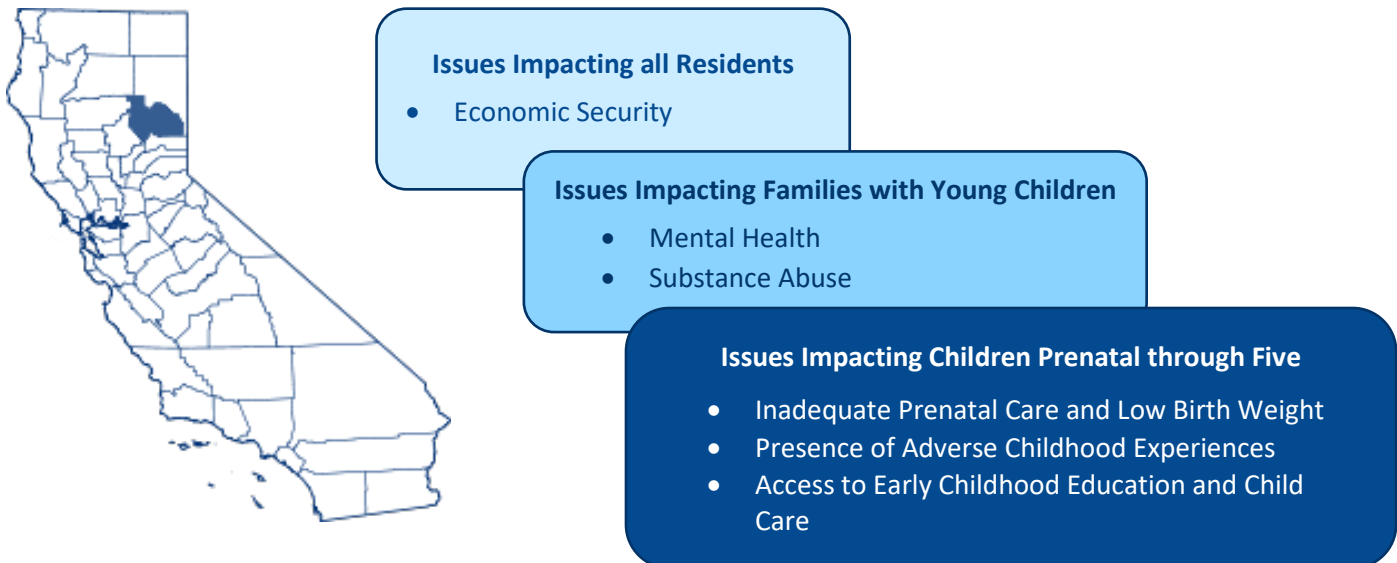 Issues Impacting all Residents
• Economic Security
Issues Impacting Families with Young Children
• Mental Health
• Substance Abuse
Issues Impacting Children Prenatal through Five
• Inadequate Prenatal Care and Low Birth Weight
• Presence of Adverse Childhood Experiences
• Access to Early Childhood Education and Child
Care